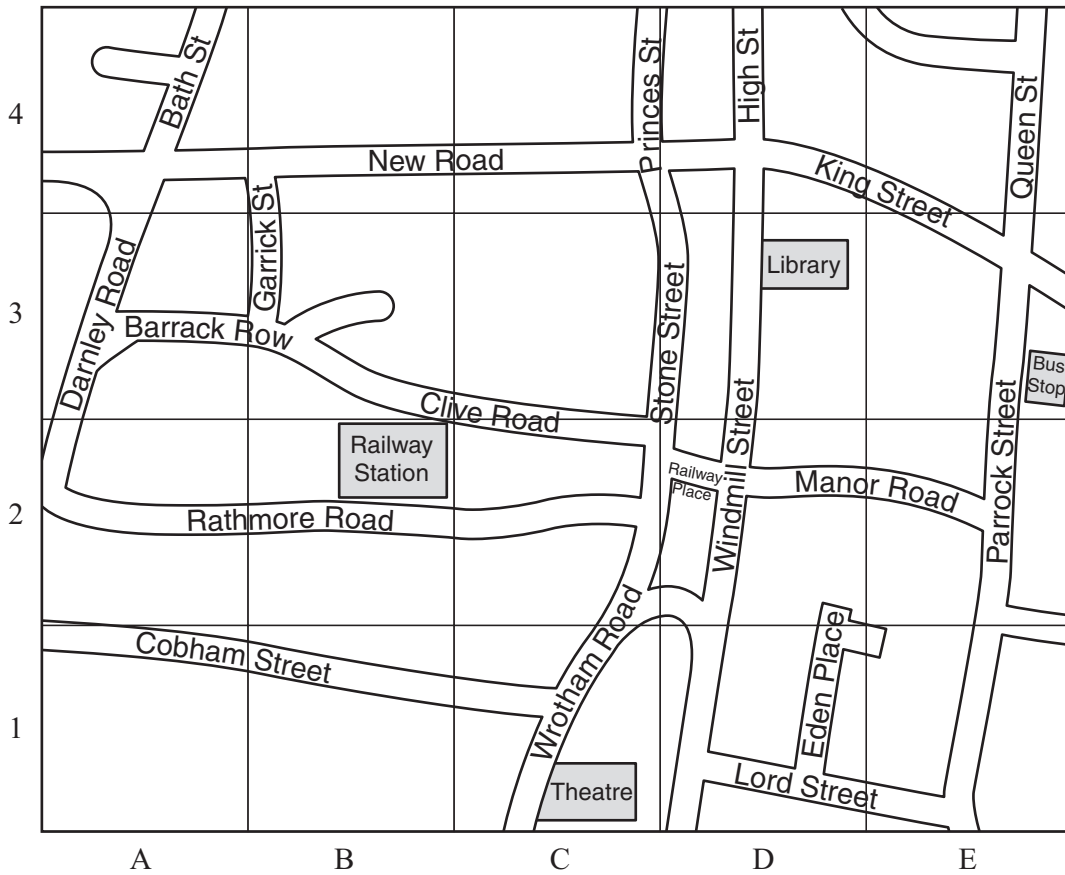 4
Bath St
Princes St
High St
Queen St
New Road
King Street
Garrick St
Library
3
Darnley Road
Barrack Row
Stone Street
Bus
Stop
Clive Road
Windmill Street
Parrock Street
Railway
Station
Railway
Place
Manor Road
2
Rathmore Road
Wrotham Road
Cobham Street
Eden Place
1
Theatre
Lord Street
A B C D E